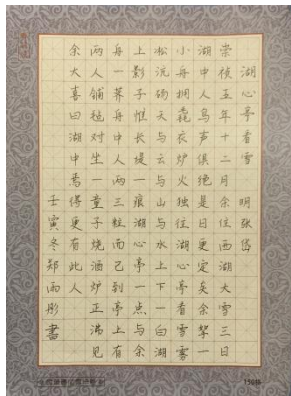 湖心亭看雪 明 张岱
崇祯五年十二月余住西湖大雪三日
湖中人鸟声俱绝是日更定矣余挐一
小舟拥毳衣炉火独往湖心亭看雪雾
凇沆砀天与云与山与水上下一白湖
上影子惟长堤一痕湖心亭一点与余
舟一芥舟中人两三粒而已到亭上有
两人铺毡对坐一童子烧酒炉正沸见
余大喜曰湖中焉得更有此人
壬寅冬郑雨彤書
150格